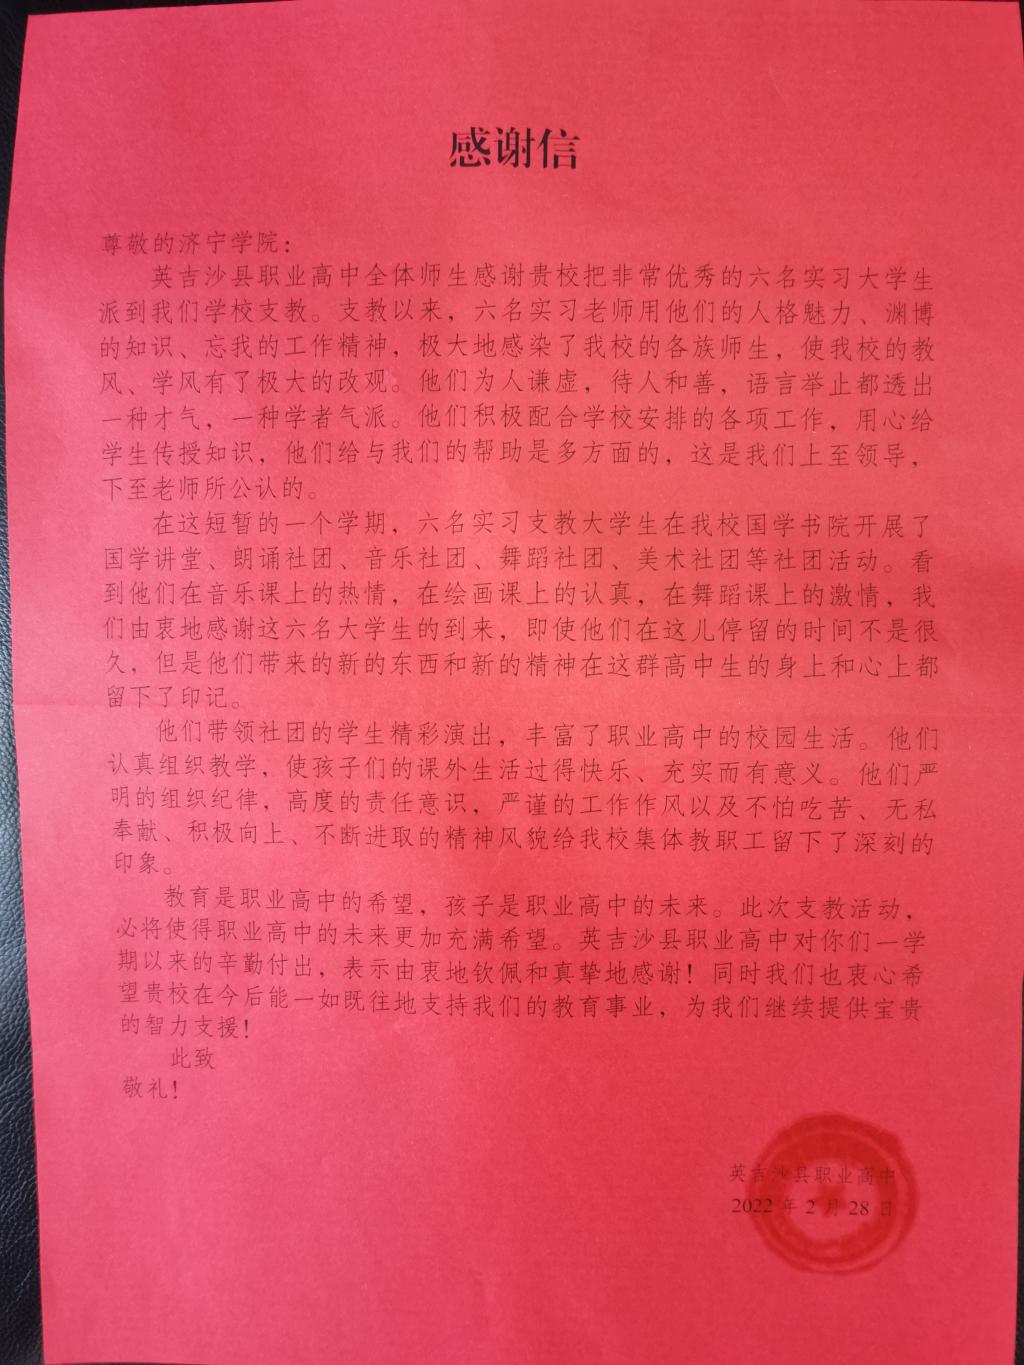 感谢信
尊敬的济宁学院：
英吉沙县职业高中全体师生感谢贵校把非常优秀的六名实习大学生
派到我们学校支教。支教以来，六名实习老师用他们的人格魅力、渊博
的知识、忘我的工作精神，极大地感染了我校的各族师生，使我校的教
风、学风有了极大的改观。他们为人谦虚，待人和善，语言举止都透出
一种才气，一种学者气派。他们积极配合学校安排的各项工作，用心给
学生传授知识，他们给与我们的帮助是多方面的，这是我们上至领导，
下至老师所公认的。
在这短暂的一个学期，六名实习支教大学生在我校国学书院开展了
国学讲堂、朗诵社团、音乐社团、舞蹈社团、美术社团等社团活动。看
到他们在音乐课上的热情，在绘画课上的认真，在舞蹈课上的激情，我
们由衷地感谢这六名大学生的到来，即使他们在这儿停留的时间不是很
久，但是他们带来的新的东西和新的精神在这群高中生的身上和心上都
留下了印记。
他们带领社团的学生精彩演出，丰富了职业高中的校园生活。他们
认真组织教学，使孩子们的课外生活过得快乐、充实而有意义。他们严
明的组织纪律，高度的责任意识，严谨的工作作风以及不怕吃苦、无私
奉献、积极向上、不断进取的精神风貌给我校集体教职工留下了深刻的
印象。
教育是职业高中的希望，孩子是职业高中的未来。此次支教活动，
必将使得职业高中的未来更加充满希望。英吉沙县职业高中对你们一学
期以来的辛勤付出，表示由衷地钦佩和真挚地感谢！同时我们也衷心希
望贵校在今后能一如既往地支持我们的教育事业，为我们继续提供宝贵
的智力支援！
此致
敬礼！
英吉沙县职业高中
2022 年 2 月 28 日